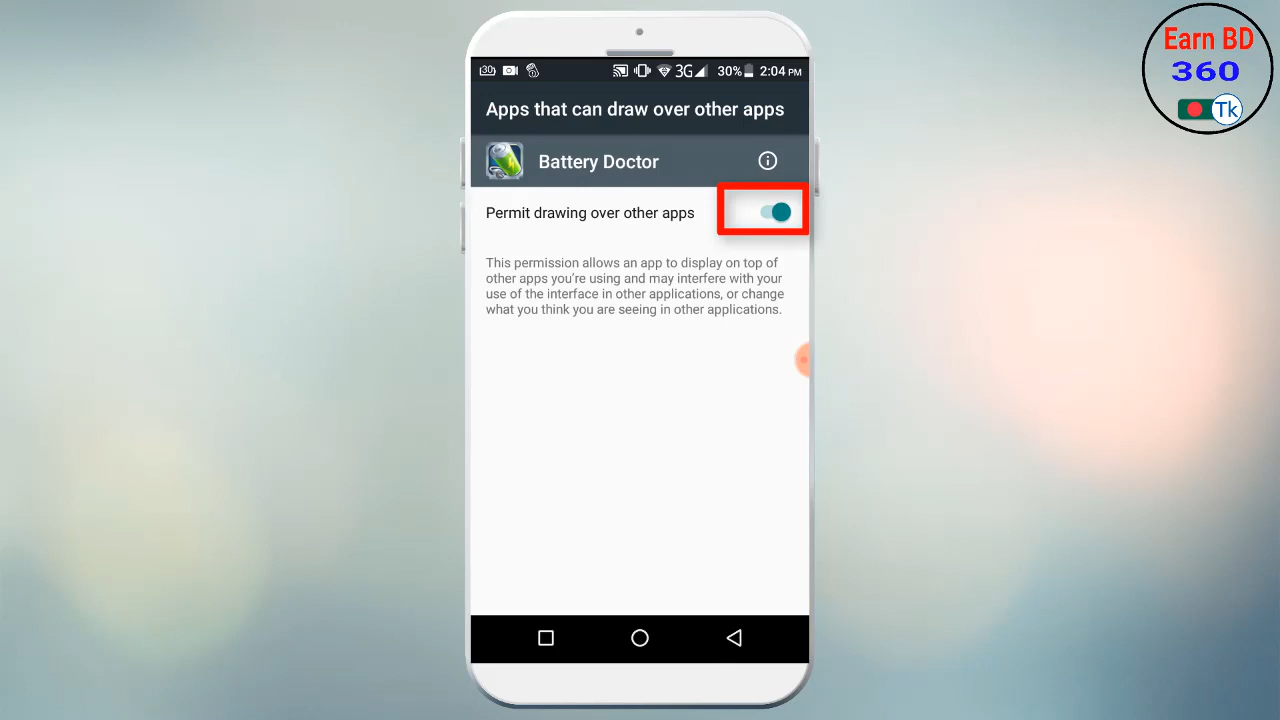 Earn BD
360
Tk
30
3G
30%
2:04 PM
Apps that can draw over other apps
Battery Doctor
Permit drawing over other apps
This permission allows an app to display on top of
other apps you’re using and may interfere with your
use of the interface in other applications, or change
what you think you are seeing in other applications.